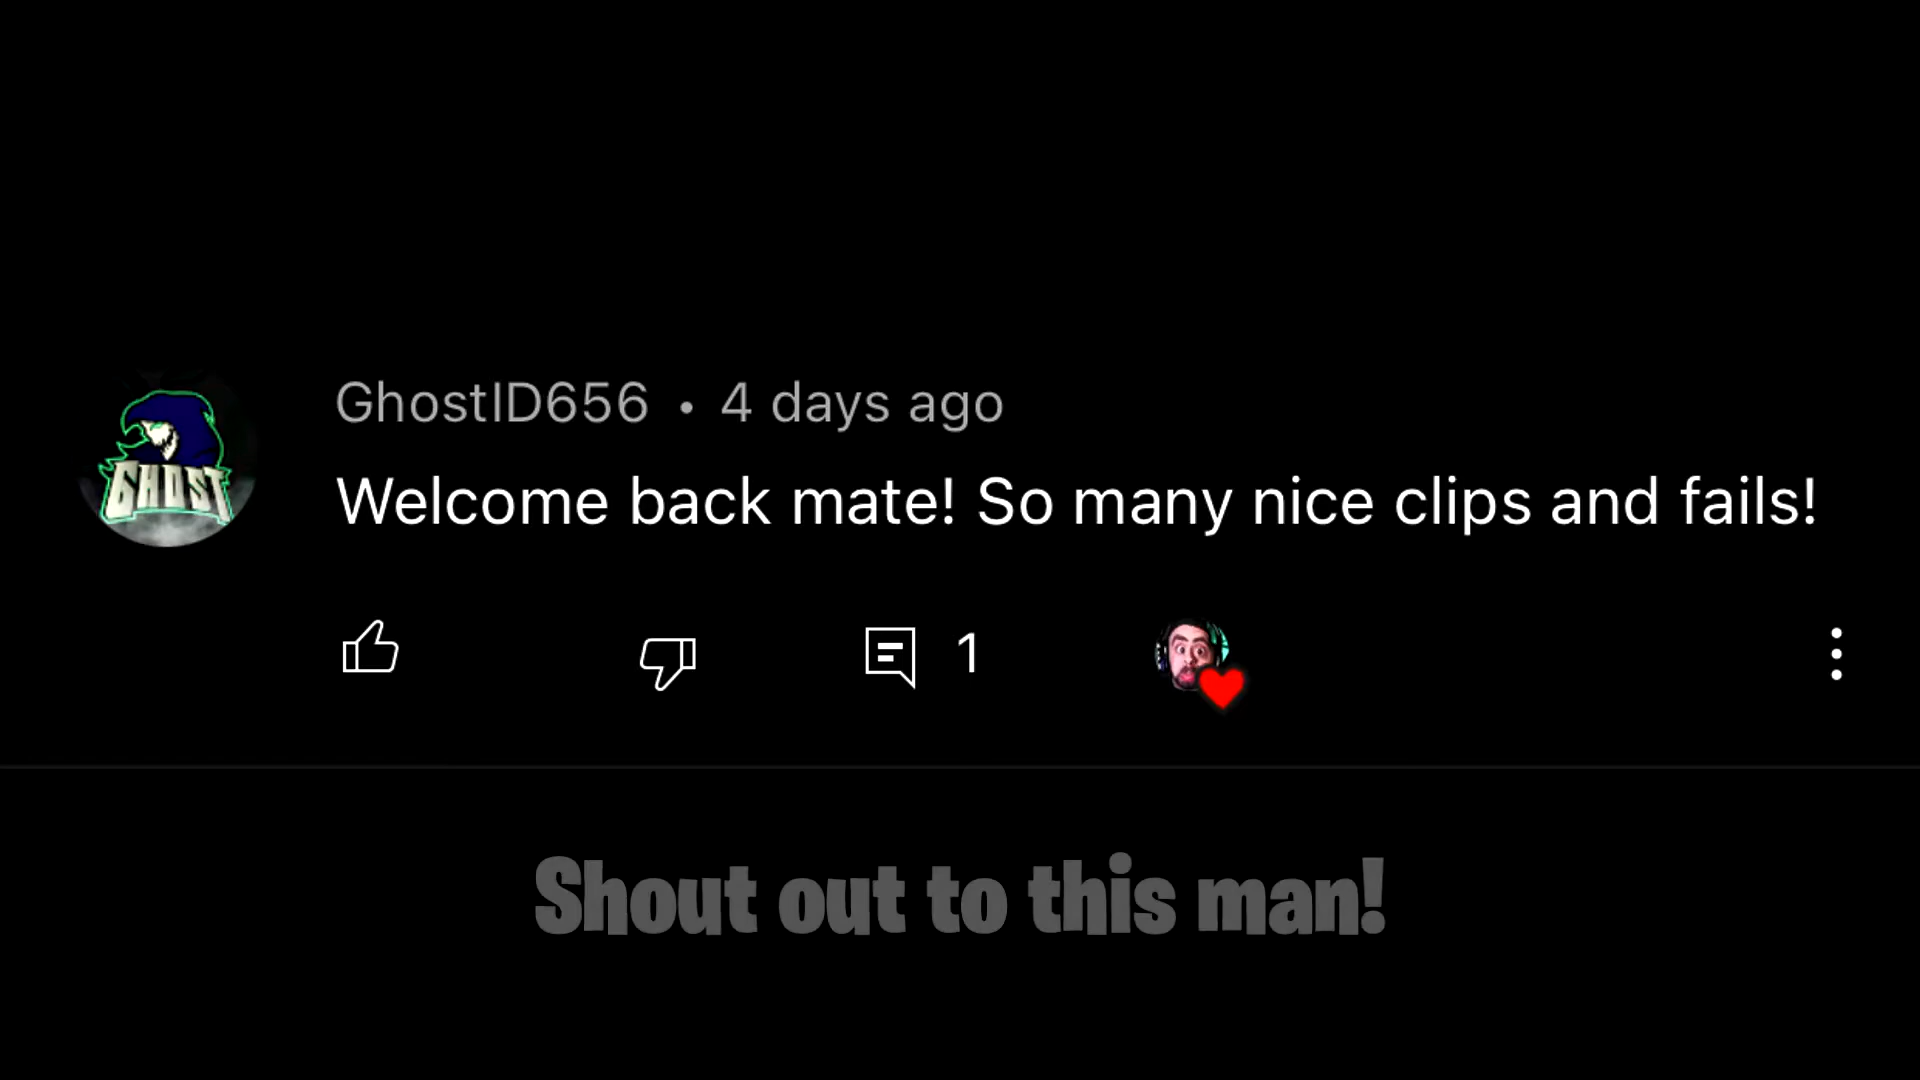 GhostID656 • 4 days ago
GHOST
Welcome back mate! So many nice clips and fails!
1
Shout out to this man!